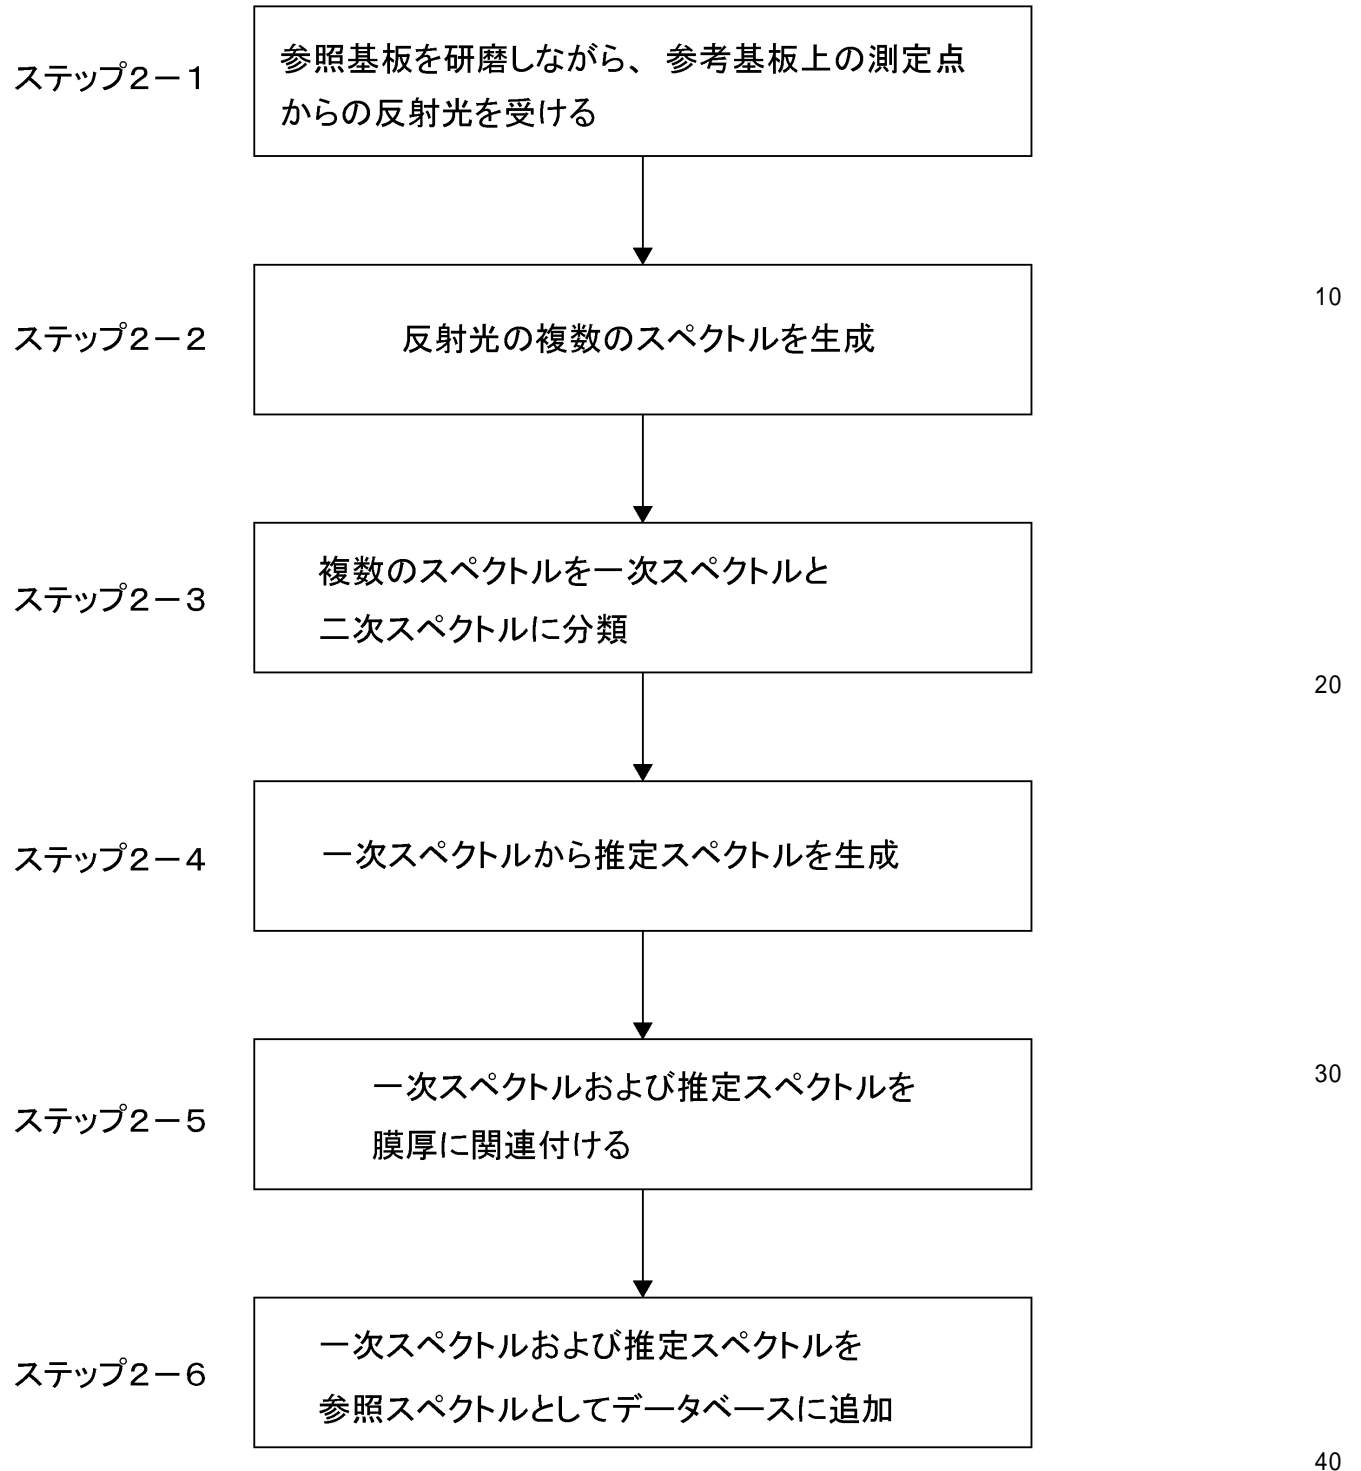 ステップ2-1
参照基板を研磨しながら、参考基板上の測定点
からの反射光を受ける
10
ステップ2-2
反射光の複数のスペクトルを生成
ステップ2-3
複数のスペクトルを一次スペクトルと
二次スペクトルに分類
20
ステップ2-4
一次スペクトルから推定スペクトルを生成
30
ステップ2-5
一次スペクトルおよび推定スペクトルを
膜厚に関連付ける
ステップ2-6
一次スペクトルおよび推定スペクトルを
参照スペクトルとしてデータベースに追加
40